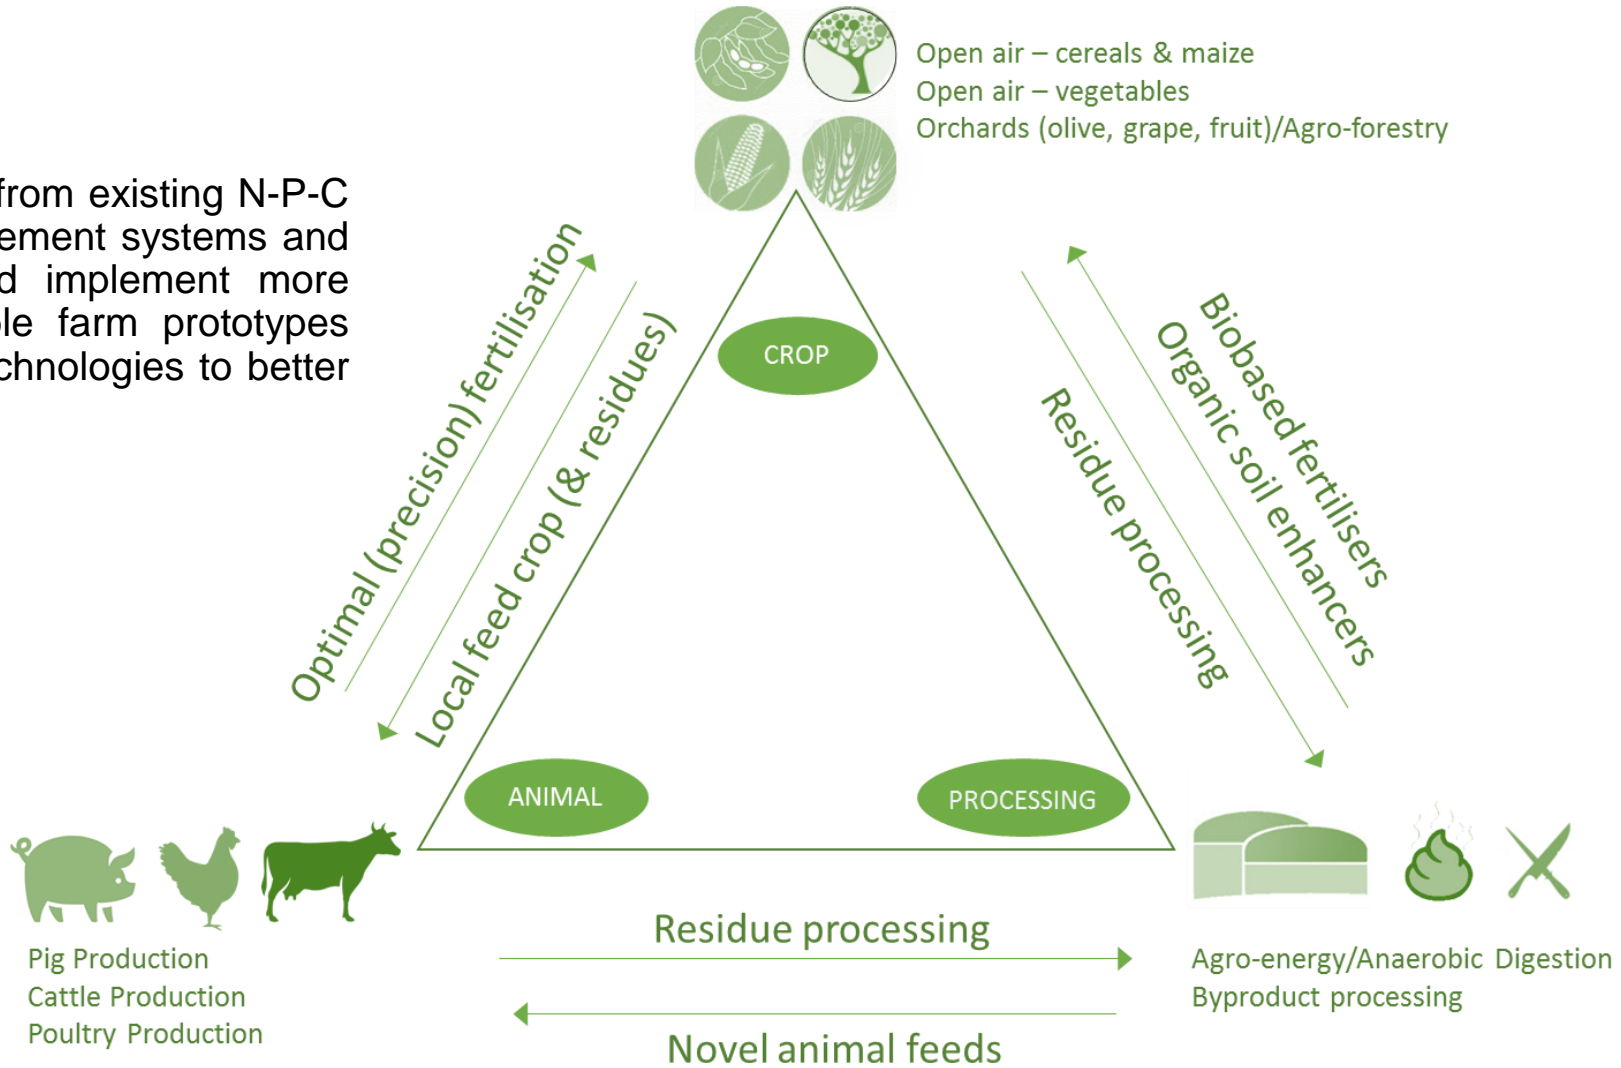 Open air – cereals & maize
Open air – vegetables
Orchards (olive, grape, fruit)/Agro-forestry
from existing N-P-C
systems and
implement more
farm prototypes
to better
Optimal (precision) fertilisation
Local feed crop (& residues)
CROP
Residue processing
Biobased fertilisers
Organic soil enhancers
ANIMAL
PROCESSING
Residue processing
Novel animal feeds
Pig Production
Cattle Production
Poultry Production
Agro-energy/Anaerobic Digestion
Byproduct processing